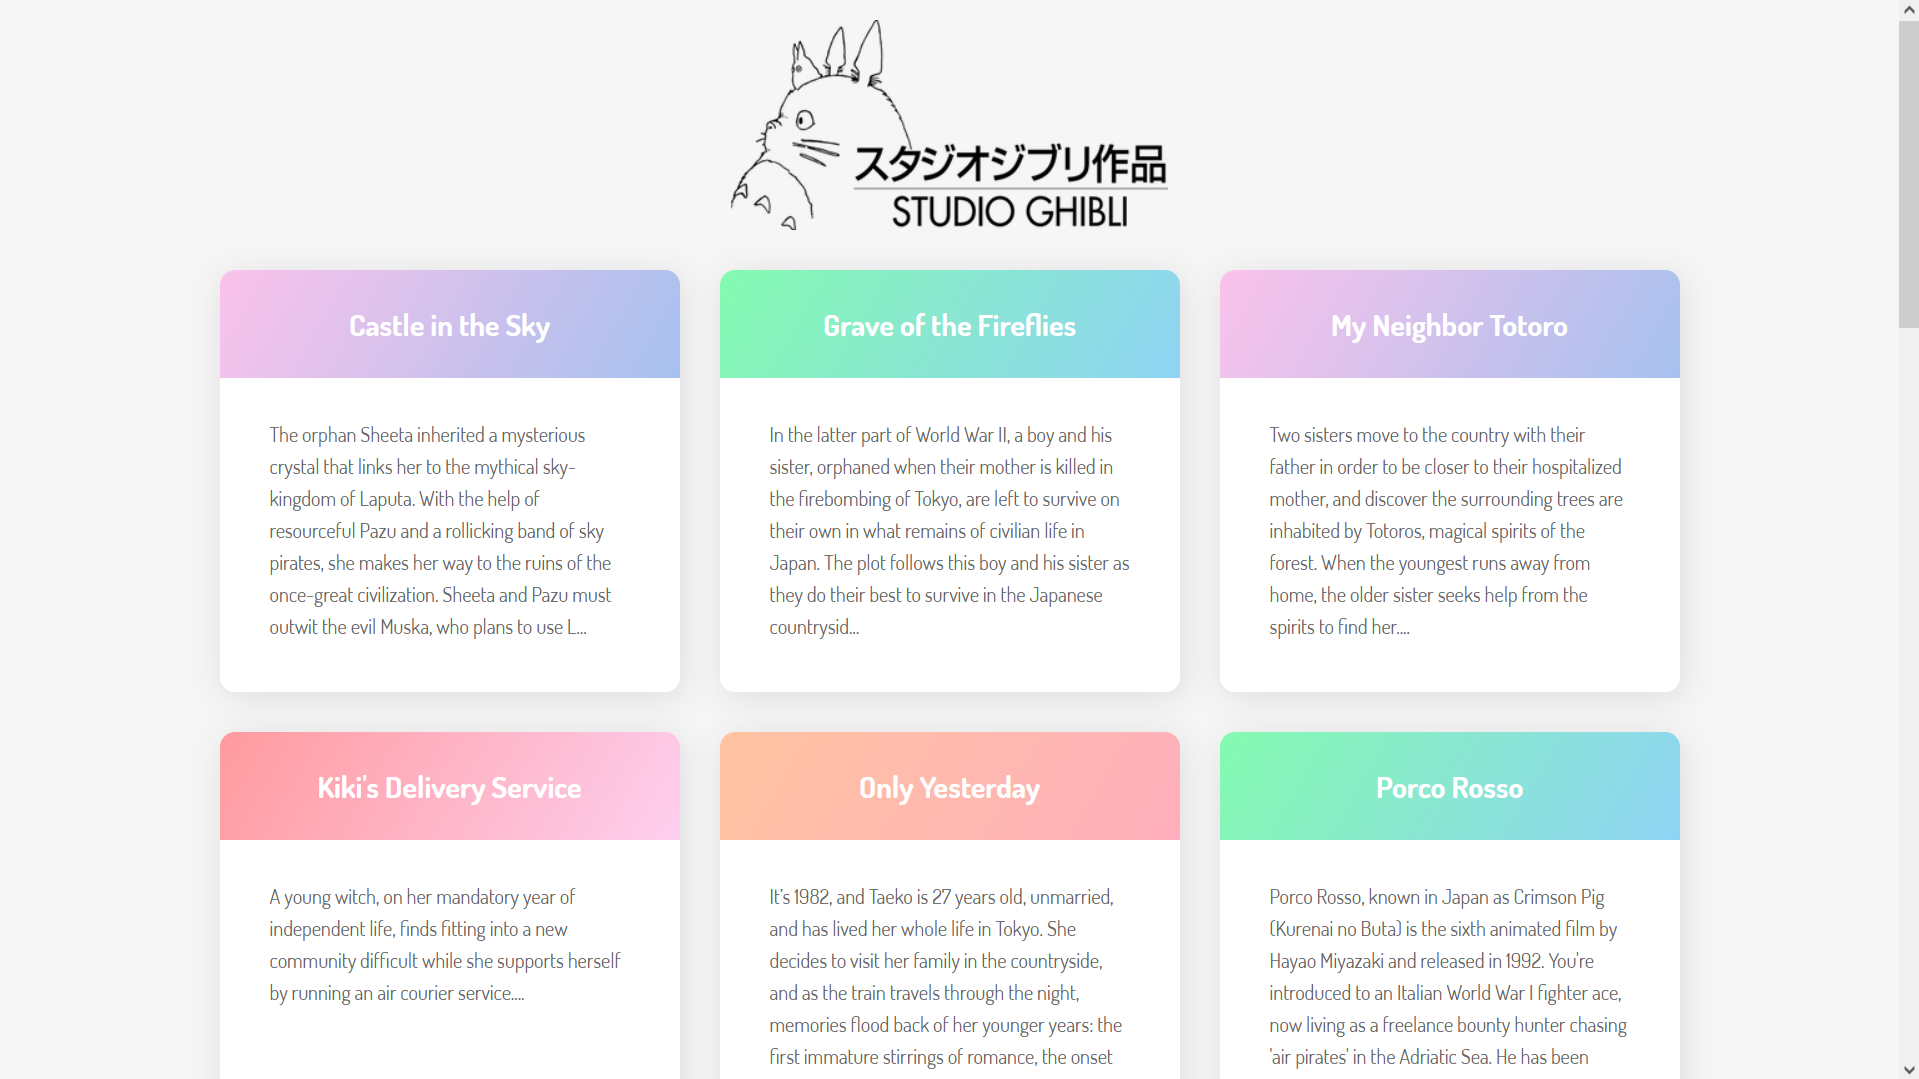 スタジオジブリ作品
STUDIO GHIBLI
Castle in the Sky
The orphan Sheeta inherited a mysterious
crystal that links her to the mythical sky-
kingdom of Laputa. With the help of
resourceful Pazu and a rollicking band of sky
pirates, she makes her way to the ruins of the
once-great civilization. Sheeta and Pazu must
outwit the evil Muska, who plans to use L...
Grave of the Fireflies
In the latter part of World War II, a boy and his
sister, orphaned when their mother is killed in
the firebombing of Tokyo, are left to survive on
their own in what remains of civilian life in
Japan. The plot follows this boy and his sister as
they do their best to survive in the Japanese
countrysid...
My Neighbor Totoro
Two sisters move to the country with their
father in order to be closer to their hospitalized
mother, and discover the surrounding trees are
inhabited by Totoros, magical spirits of the
forest. When the youngest runs away from
home, the older sister seeks help from the
spirits to find her....
Kiki's Delivery Service
A young witch, on her mandatory year of
independent life, finds fitting into a new
community difficult while she supports herself
by running an air courier service....
Only Yesterday
It's 1982, and Taeko is 27 years old, unmarried,
and has lived her whole life in Tokyo. She
decides to visit her family in the countryside,
and as the train travels through the night,
memories flood back of her younger years: the
first immature stirrings of romance, the onset
Porco Rosso
Porco Rosso, known in Japan as Crimson Pig
(Kurenai no Buta) is the sixth animated film by
Hayao Miyazaki and released in 1992. You're
introduced to an Italian World War I fighter ace,
now living as a freelance bounty hunter chasing
'air pirates' in the Adriatic Sea. He has been